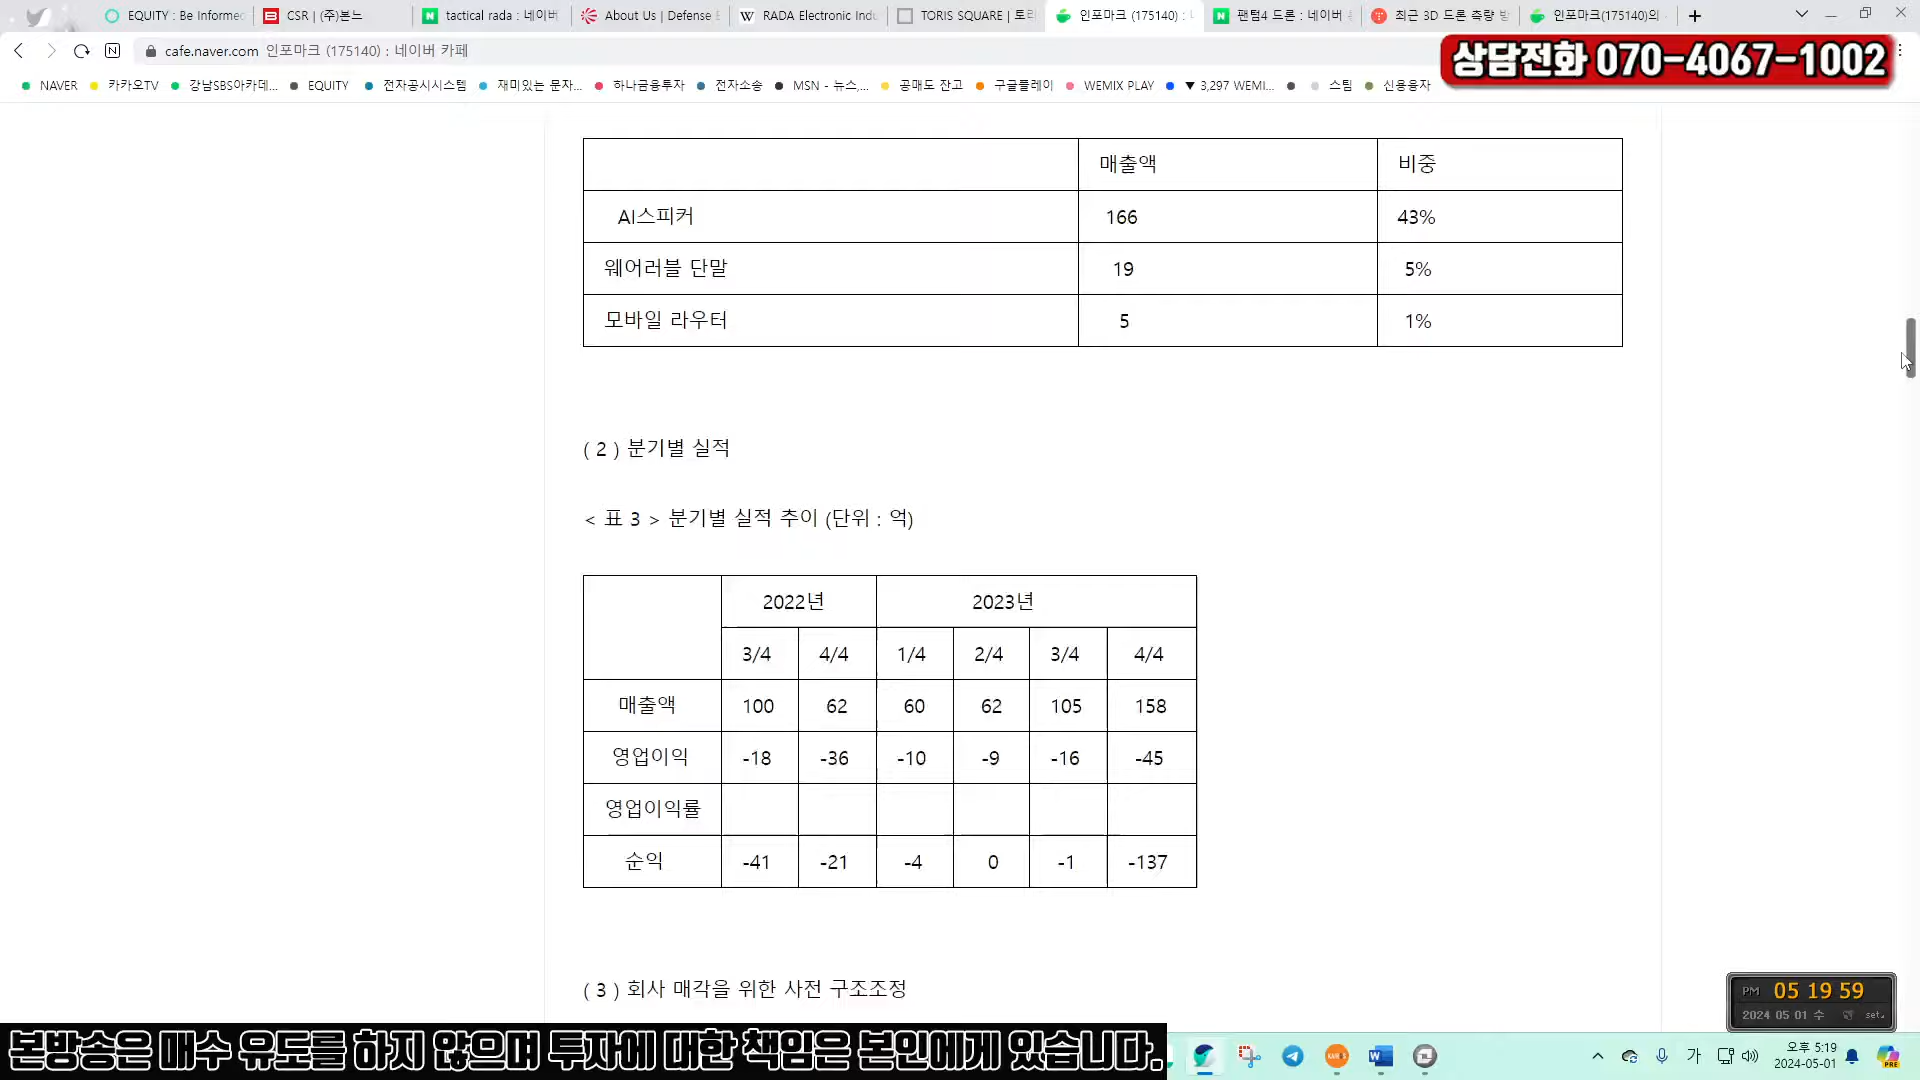 EQUITY : Be Informed
CSR | (주)본느
tactical rada : 네이버
About Us | Defense E
RADA Electronic Indu
TORIS SQUARE | 토리
인포마크 (175140) :
팬텀4 드론 : 네이버
최근 3D 드론 측량 방
인포마크(175140)의
cafe.naver.com 인포마크 (175140) : 네이버 카페
상담전화 070-4067-1002
NAVER
카카오TV
강남SBS아카데...
EQUITY
전자공시시스템
재미있는 문자...
하나금융투자
전자소송
MSN - 뉴스,...
공매도 잔고
구글플레이
WEMIX PLAY
▼ 3,297 WEMI...
스팀
신용융자
매출액 비중
AI스피커 166 43%
웨어러블 단말 19 5%
모바일 라우터 5 1%
( 2 ) 분기별 실적
< 표 3 > 분기별 실적 추이 (단위 : 억)
2022년 2023년
3/4 4/4 1/4 2/4 3/4 4/4
매출액 100 62 60 62 105 158
영업이익 -18 -36 -10 -9 -16 -45
영업이익률
순익 -41 -21 -4 0 -1 -137
( 3 ) 회사 매각을 위한 사전 구조조정
PM 05 19 59
2024 05 01 수 set
본방송은 매수 유도를 하지 않으며 투자에 대한 책임은 본인에게 있습니다.
가
오후 5:19
2024-05-01